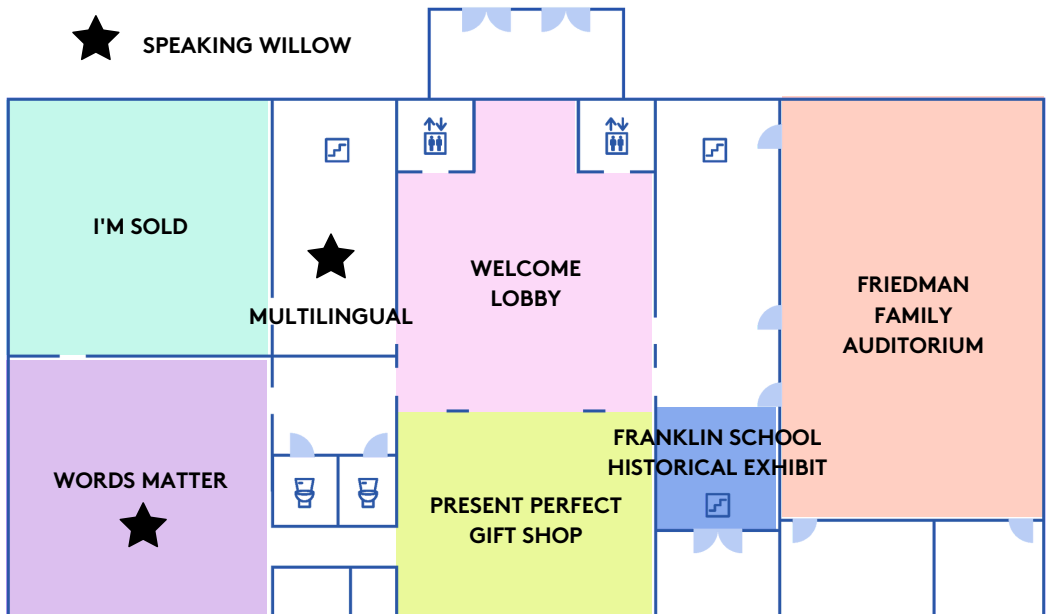 SPEAKING WILLOW
I'M SOLD
MULTILINGUAL
WELCOME
LOBBY
FRIEDMAN
FAMILY
AUDITORIUM
WORDS MATTER
PRESENT PERFECT
GIFT SHOP
FRANKLIN SCHOOL
HISTORICAL EXHIBIT